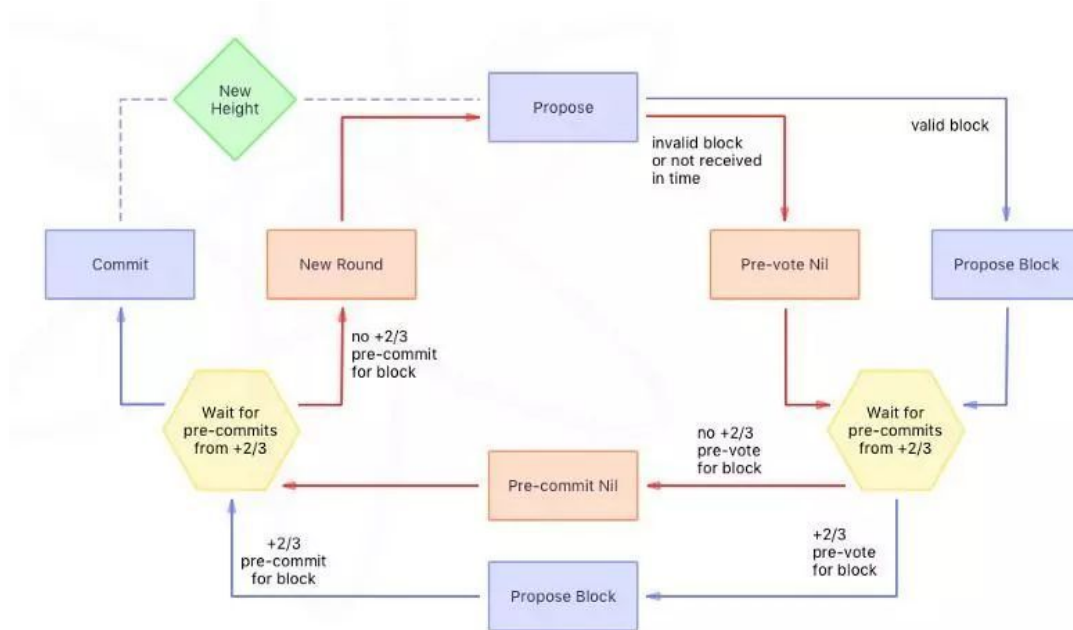 New
Height
Propose
valid block
invalid block
or not received
in time
Commit
New Round
Pre-vote Nil
Propose Block
no +2/3
pre-commit
for block
Wait for
pre-commits
from +2/3
Wait for
pre-commits
from +2/3
no +2/3
pre-vote
for block
Pre-commit Nil
+2/3
pre-commit
for block
+2/3
pre-vote
for block
Propose Block